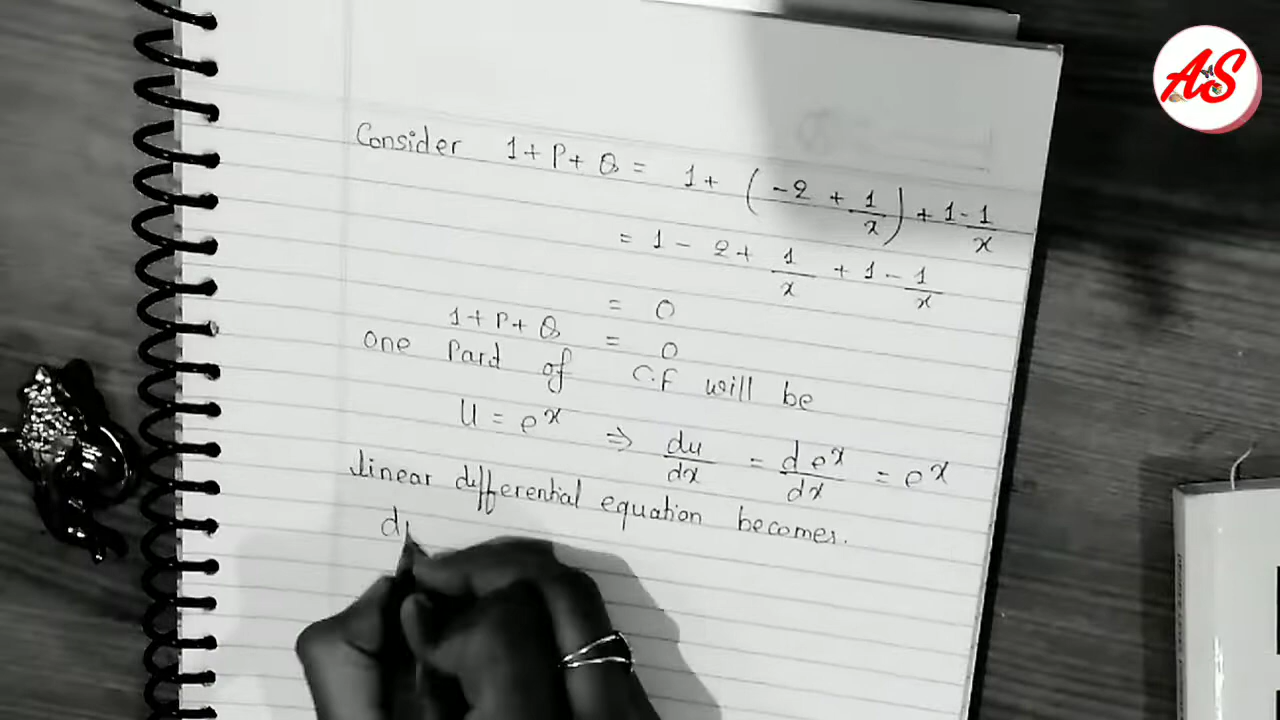 AS
Consider 1 + P + Q = 1 + (-2 + 1/x) + 1 - 1/x
= 1 - 2 + 1/x + 1 - 1/x
= 0
1 + P + Q = 0
one Part of C.F will be
U = e^x ⇒ du/dx = d e^x/dx = e^x
linear differential equation becomes.